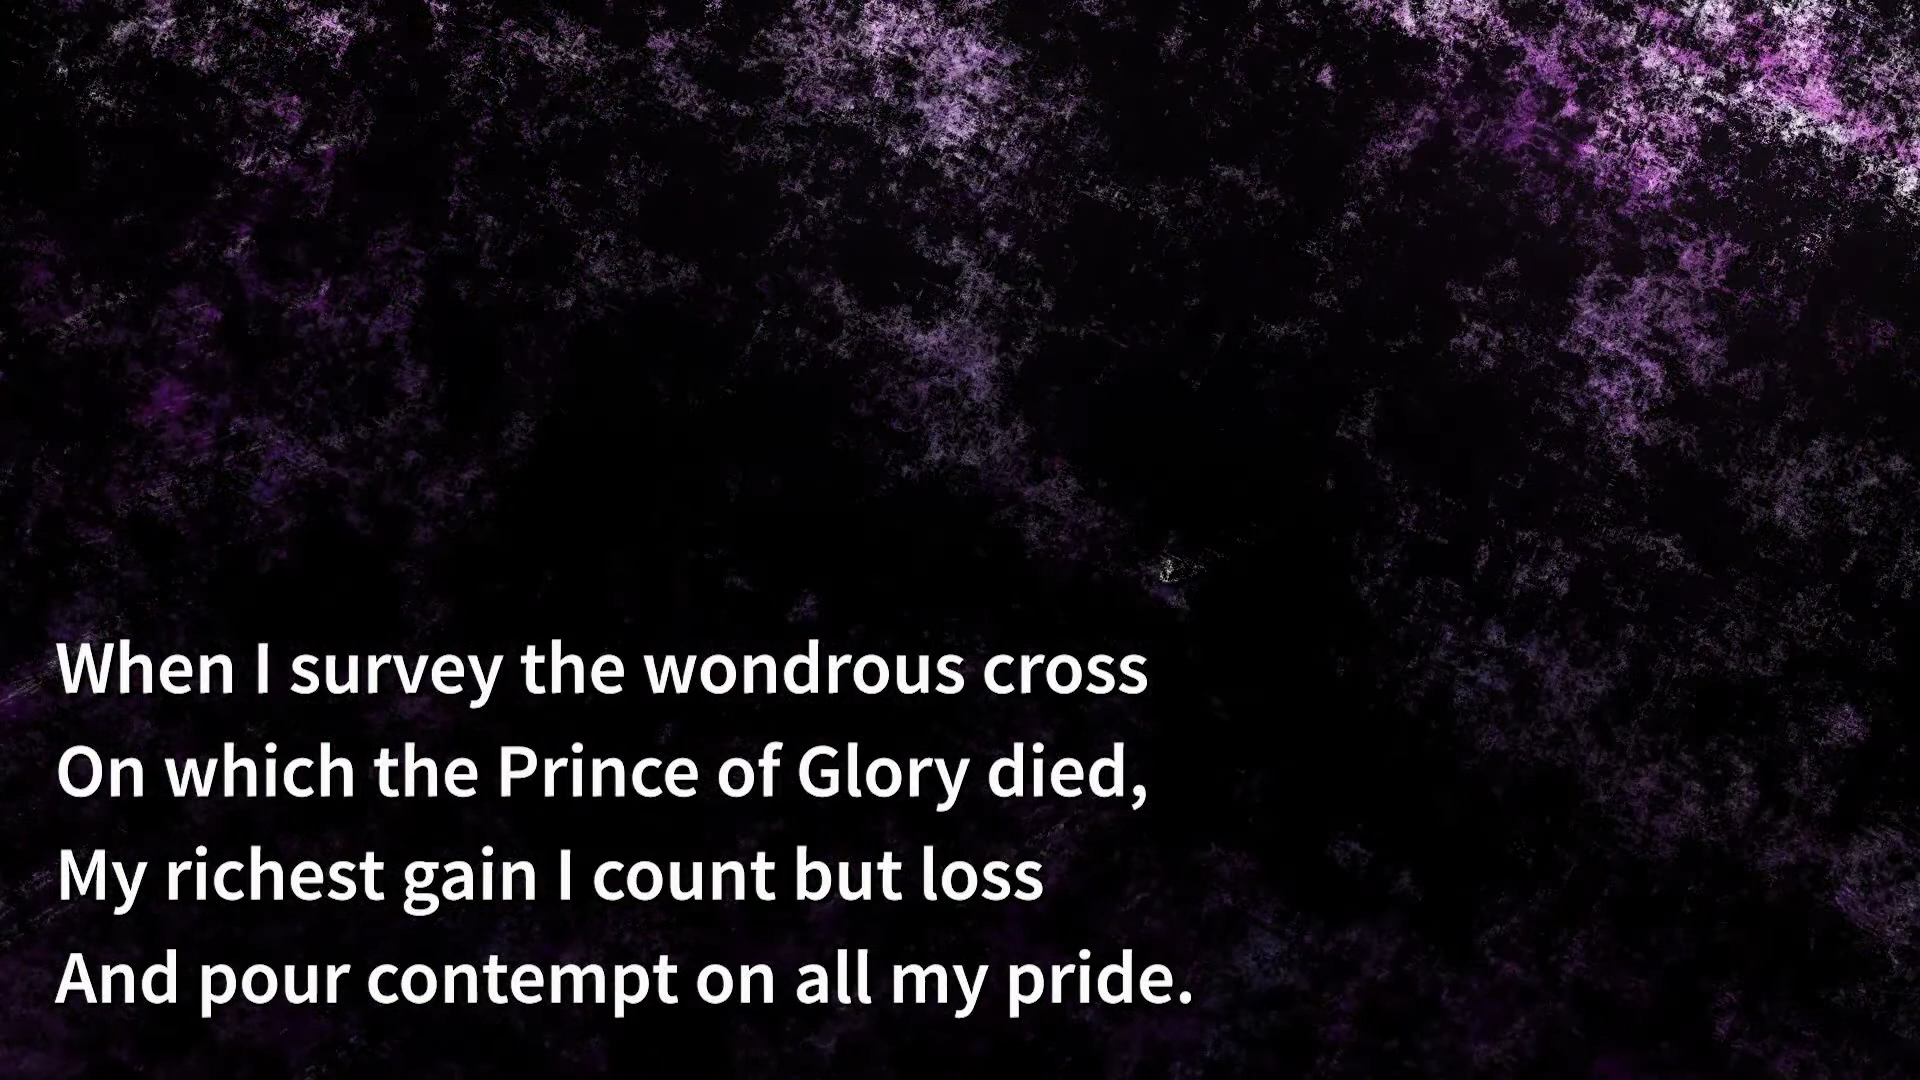 When I survey the wondrous cross
On which the Prince of Glory died,
My richest gain I count but loss
And pour contempt on all my pride.